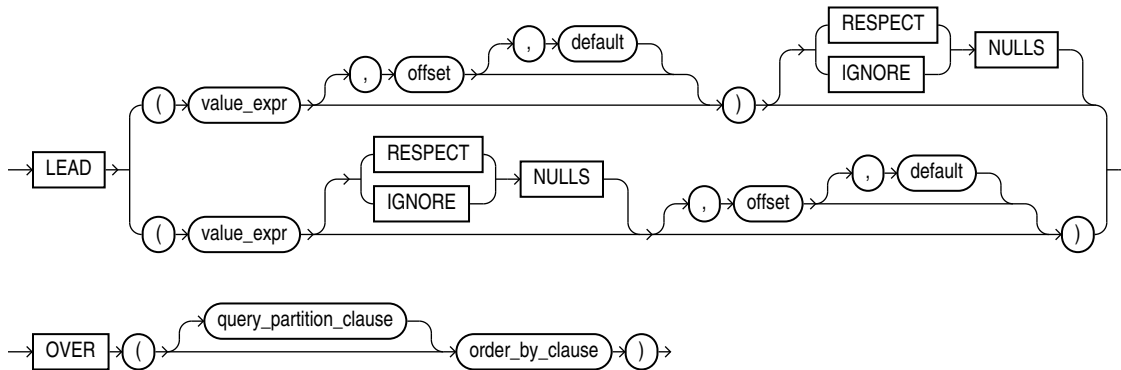 LEAD
( value_expr , offset , default ) RESPECT IGNORE NULLS
( value_expr RESPECT IGNORE NULLS , offset , default )
OVER ( query_partition_clause order_by_clause )